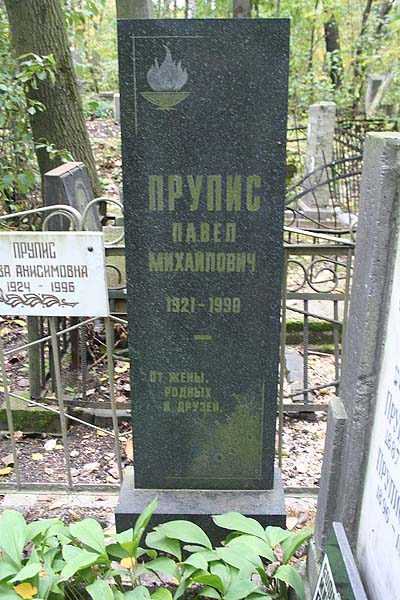 ПРУПИС
ПАВЕЛ
МИХАЙЛОВИЧ
1921-1998
ОТ ЖЕНЫ,
РОДНЫХ
И ДРУЗЕЙ
ПРУПИС
АНИСИМОВНА
1924 - 1996